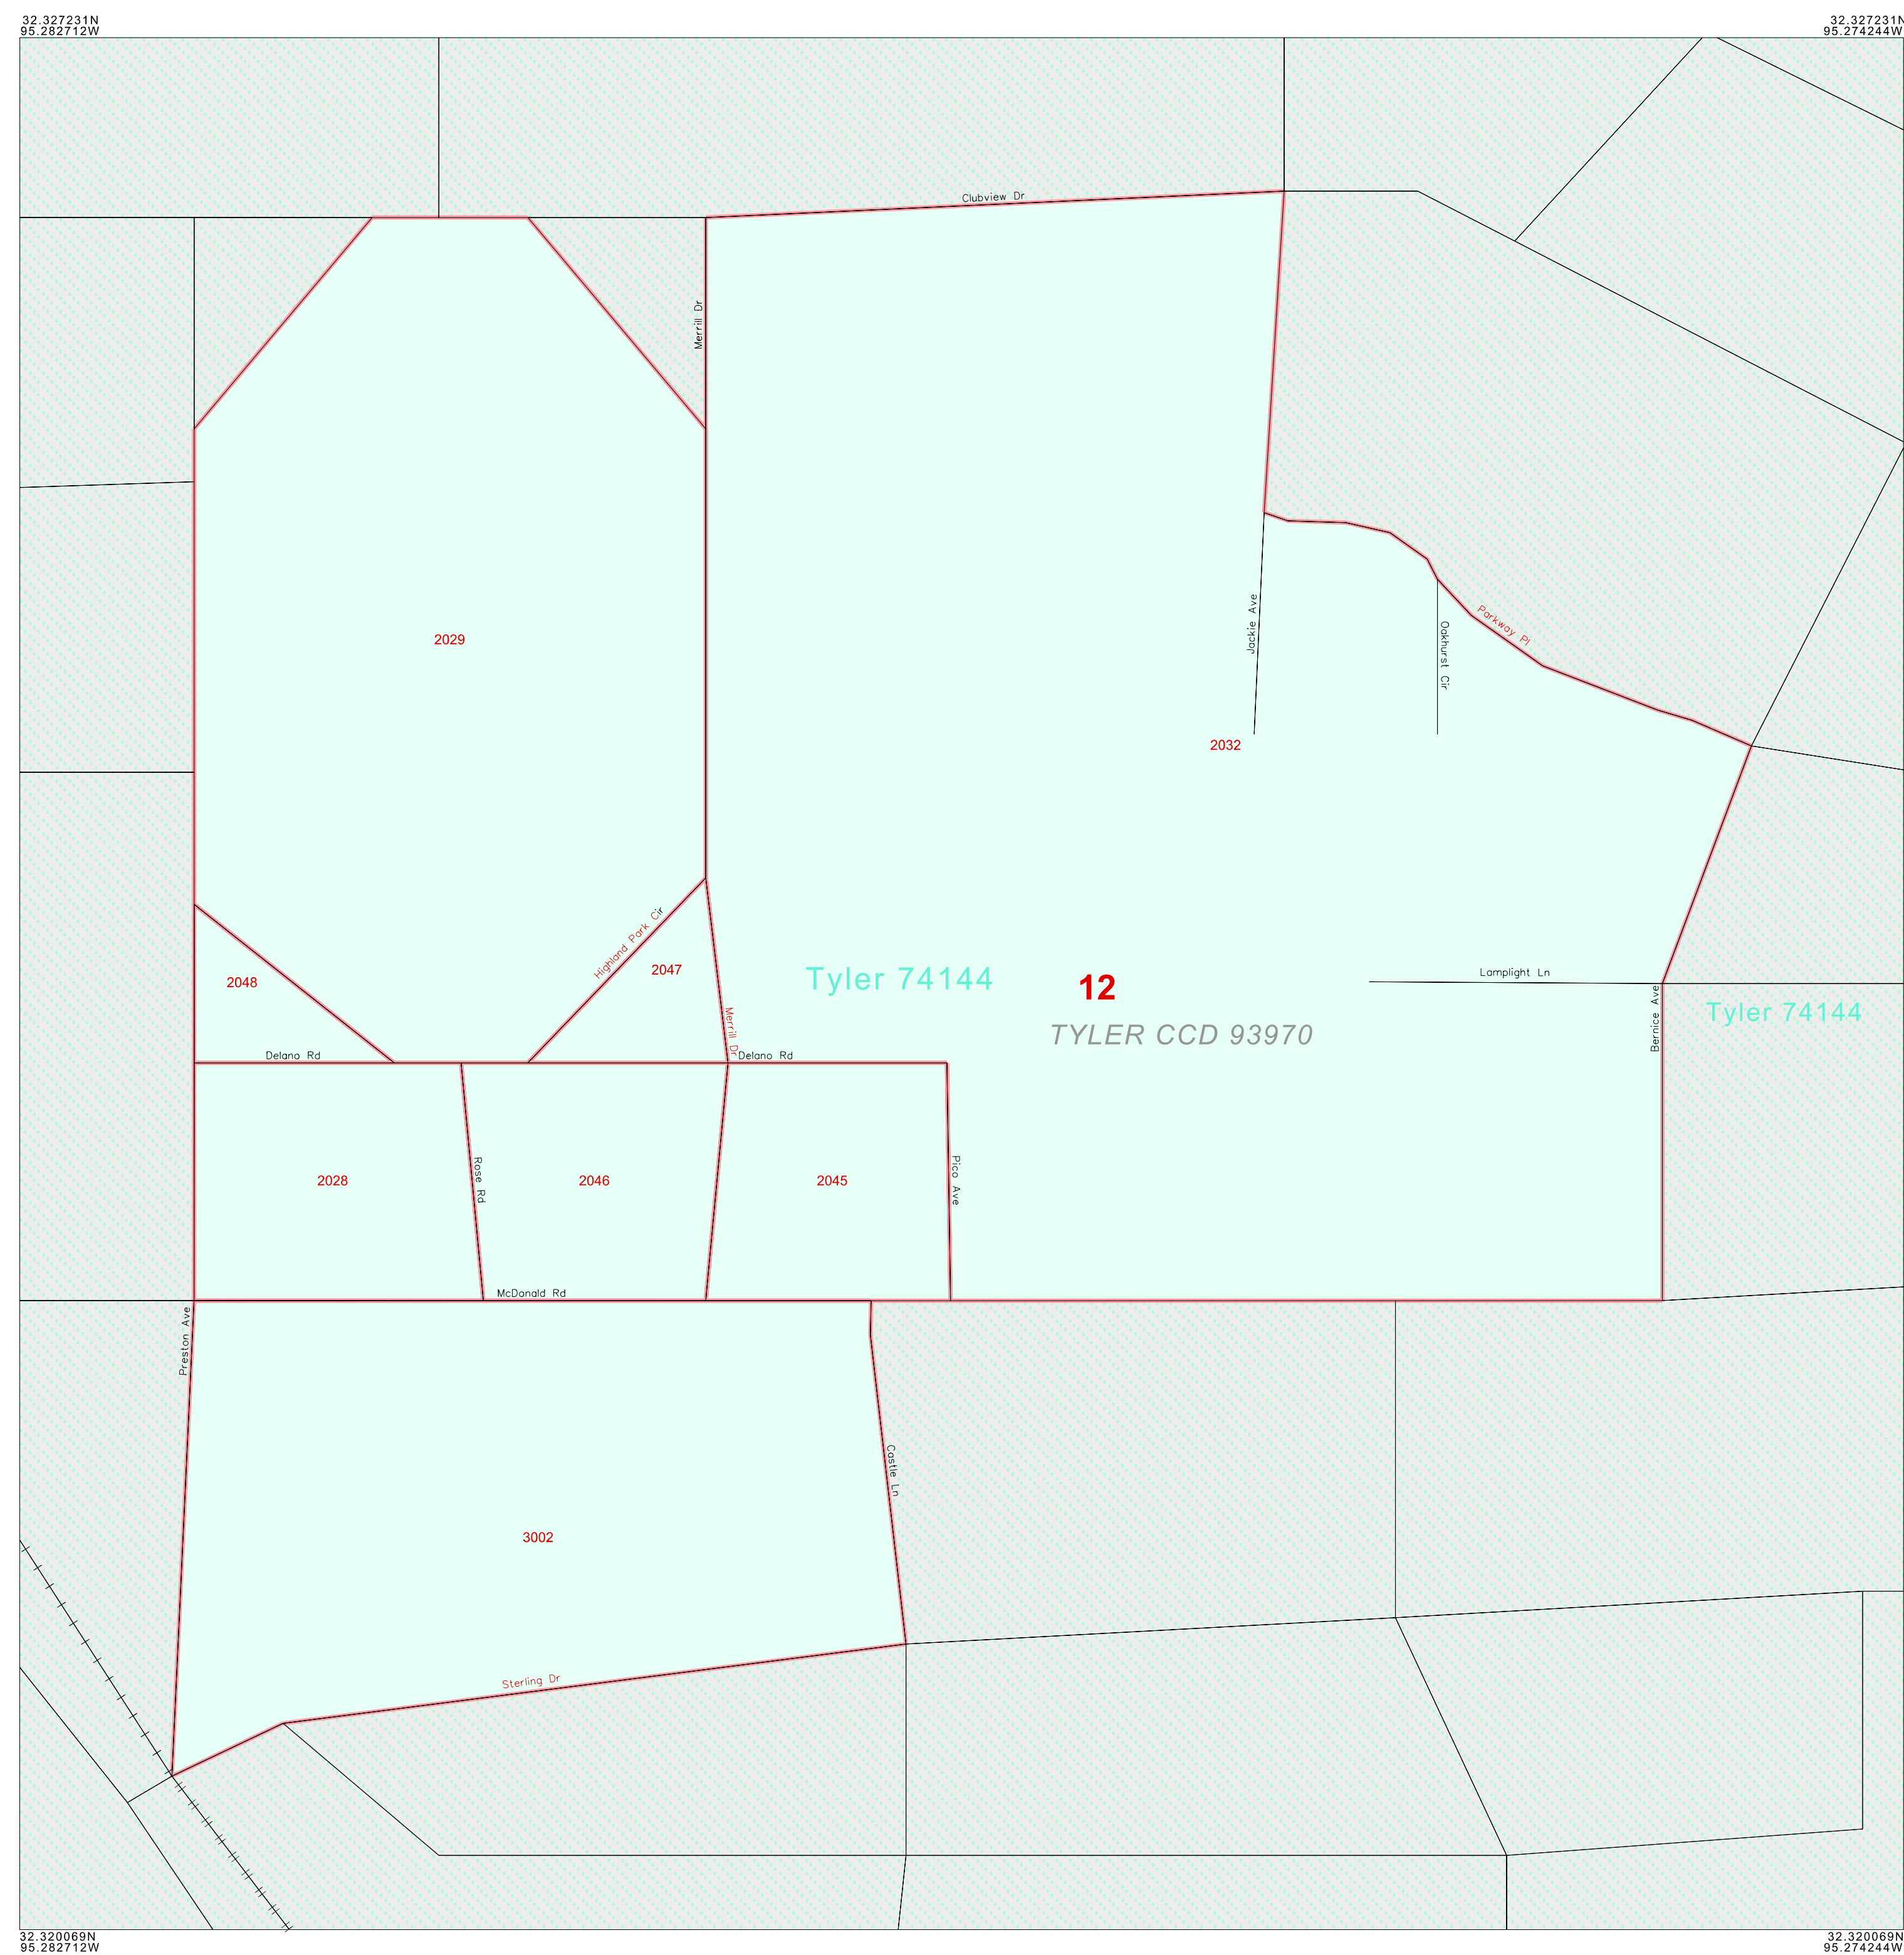 32.327231N
95.282712W
32.327231N
95.274244W
Clubview Dr
Merrill Dr
Jackie Ave
Oakhurst Cir
Parkway Pl
2029
2032
Highland Park Cir
2047
2048
Tyler 74144
12
Lamplight Ln
Bernice Ave
Tyler 74144
TYLER CCD 93970
Merrill Dr
Delano Rd
Delano Rd
Rose Rd
Pico Ave
2028
2046
2045
McDonald Rd
Preston Ave
Castle Ln
3002
Sterling Dr
32.320069N
95.282712W
32.320069N
95.274244W